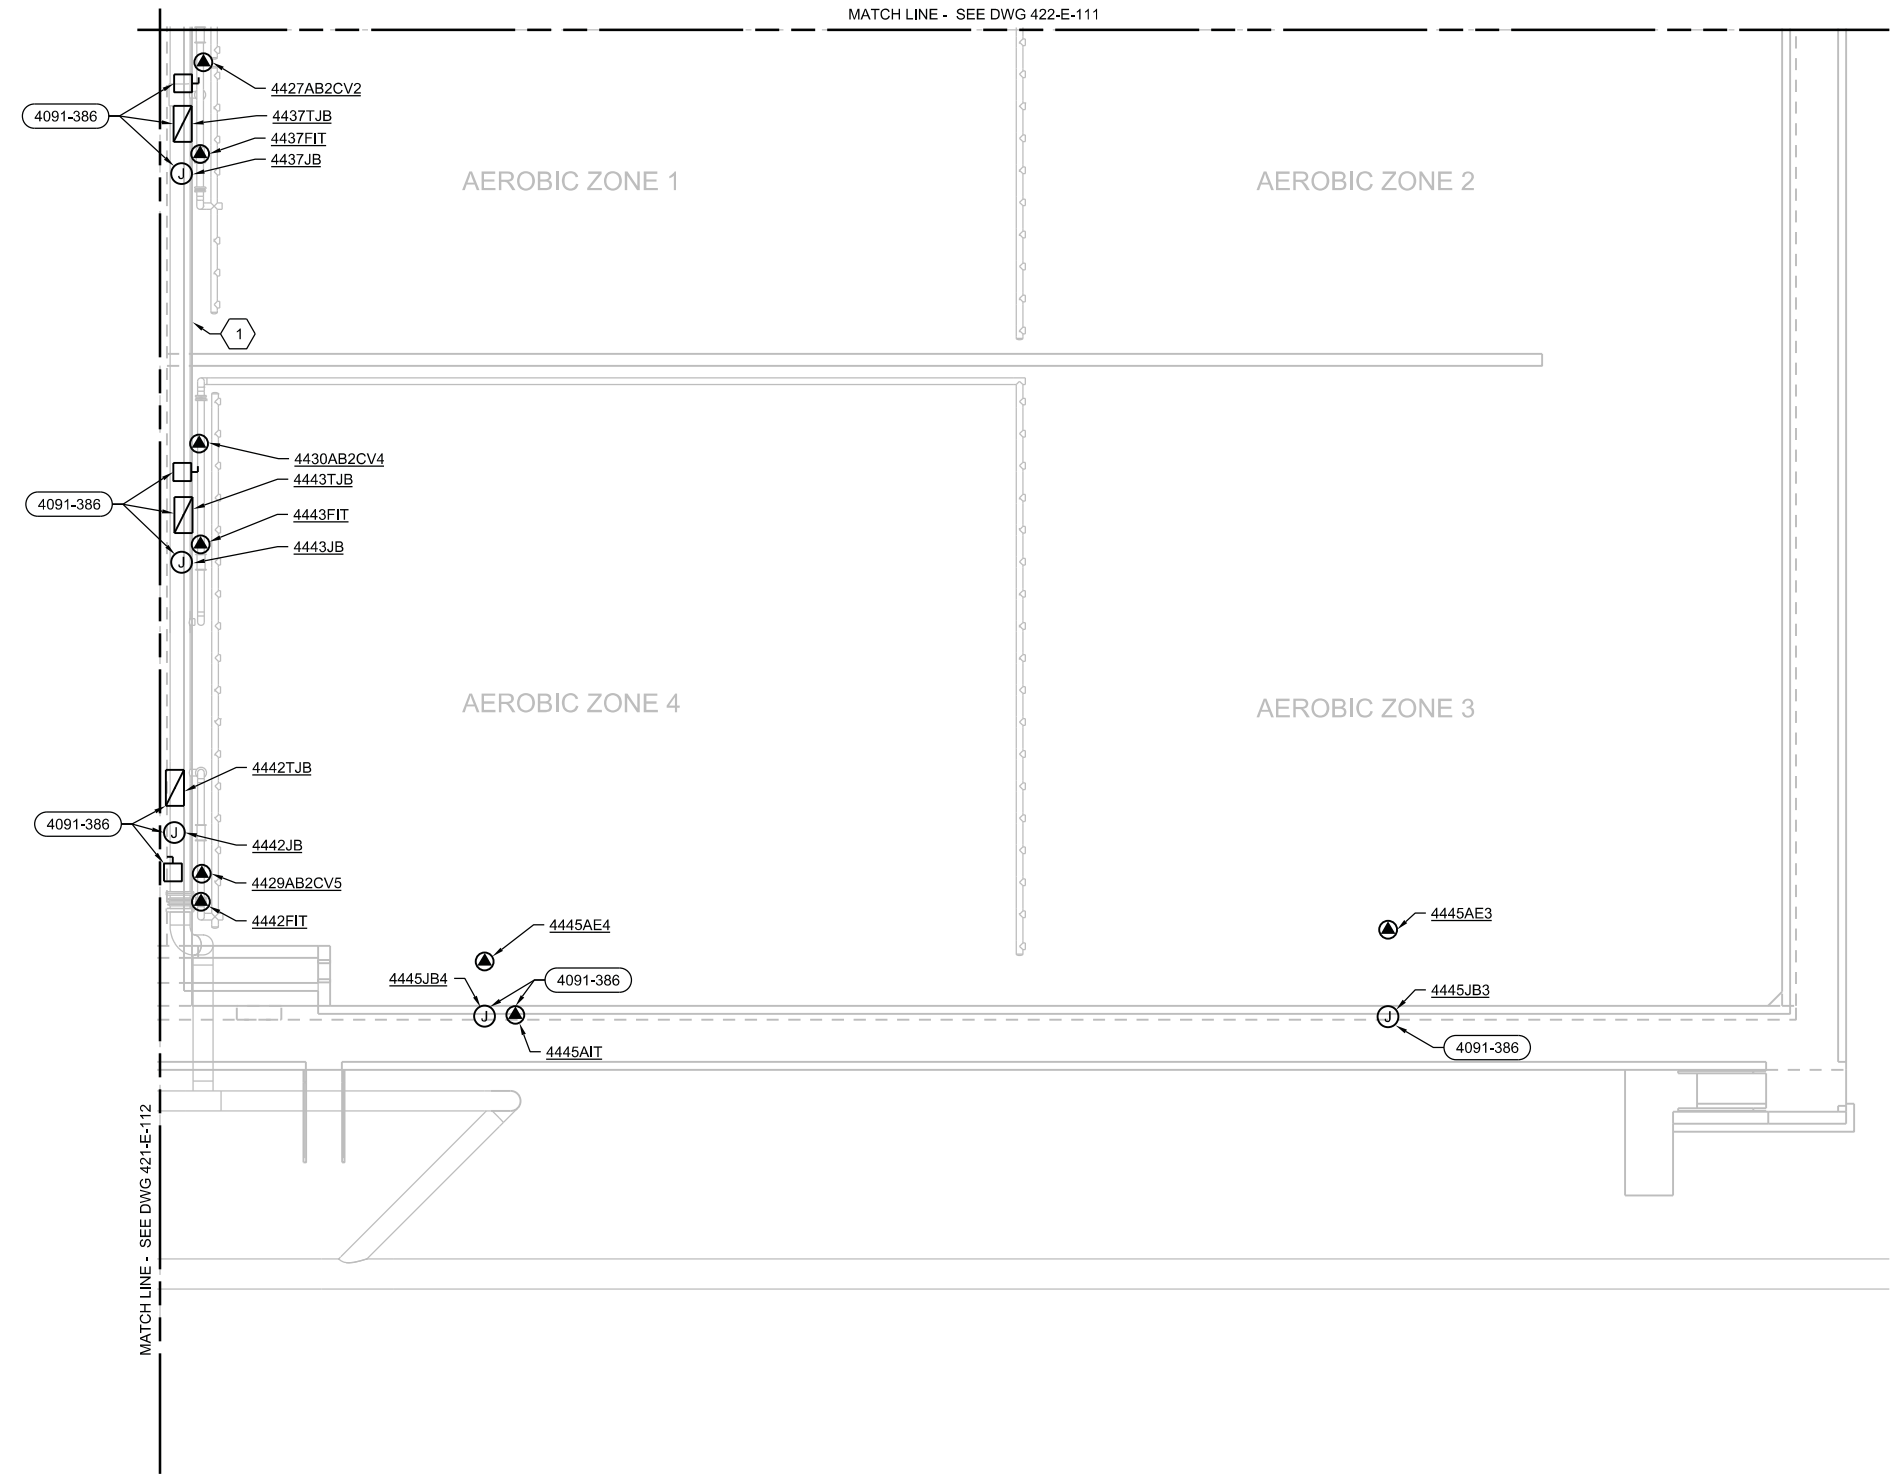 MATCH LINE - SEE DWG 422-E-111
4427AB2CV2
4091-386
4437TJB
4437FIT
J
4437JB
AEROBIC ZONE 1
AEROBIC ZONE 2
1
4430AB2CV4
4443TJB
4091-386
4443FIT
J
4443JB
AEROBIC ZONE 4
AEROBIC ZONE 3
4442TJB
4091-386
J
4442JB
4429AB2CV5
4442FIT
4445AE4
4445AE3
4445JB4
4091-386
4445JB3
J
J
4445AIT
4091-386
MATCH LINE - SEE DWG 421-E-112